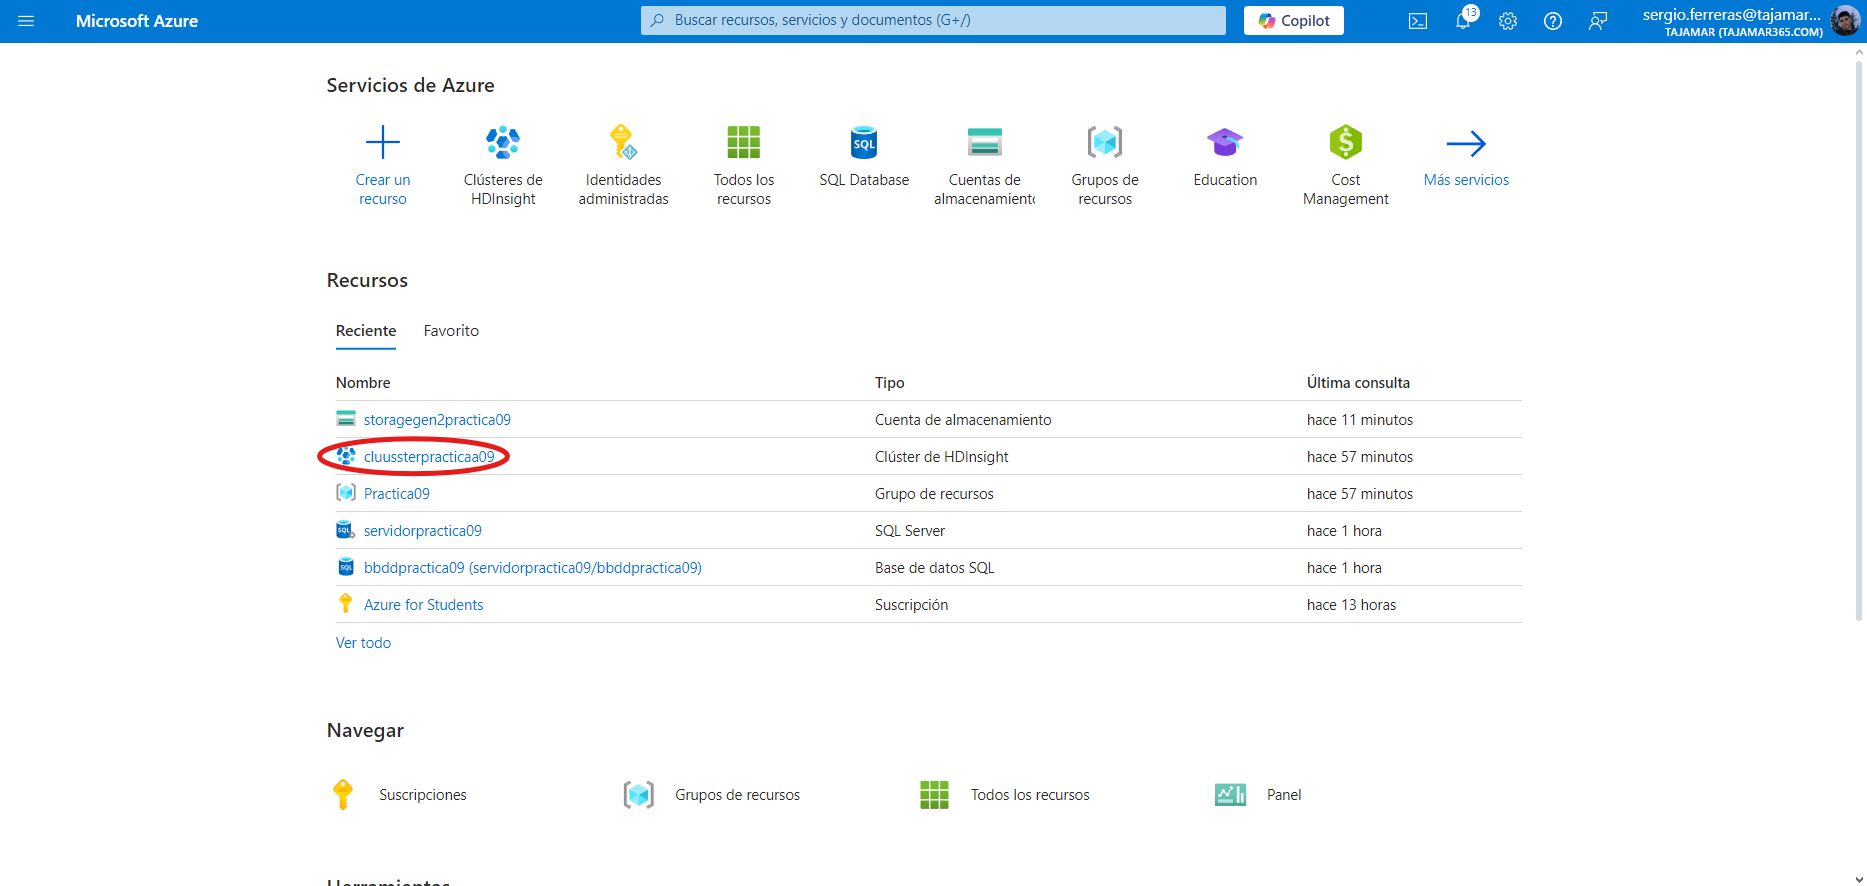 Microsoft Azure
Buscar recursos, servicios y documentos (G+/)
Copilot
13
sergio.ferreras@tajamar...
TAJAMAR (TAJAMAR365.COM)
Servicios de Azure
Crear un
recurso
Clústeres de
HDInsight
Identidades
administradas
Todos los
recursos
SQL
SQL Database
Cuentas de
almacenamiento
Grupos de
recursos
Education
Cost
Management
Más servicios
Recursos
Reciente
Favorito
Nombre
Tipo
Última consulta
storagegen2practica09
Cuenta de almacenamiento
hace 11 minutos
cluussterpracticaa09
Clúster de HDInsight
hace 57 minutos
Practica09
Grupo de recursos
hace 57 minutos
SQL
servidorpractica09
SQL Server
hace 1 hora
SQL
bbddpractica09 (servidorpractica09/bbddpractica09)
Base de datos SQL
hace 1 hora
Azure for Students
Suscripción
hace 13 horas
Ver todo
Navegar
Suscripciones
Grupos de recursos
Todos los recursos
Panel
Herramientas